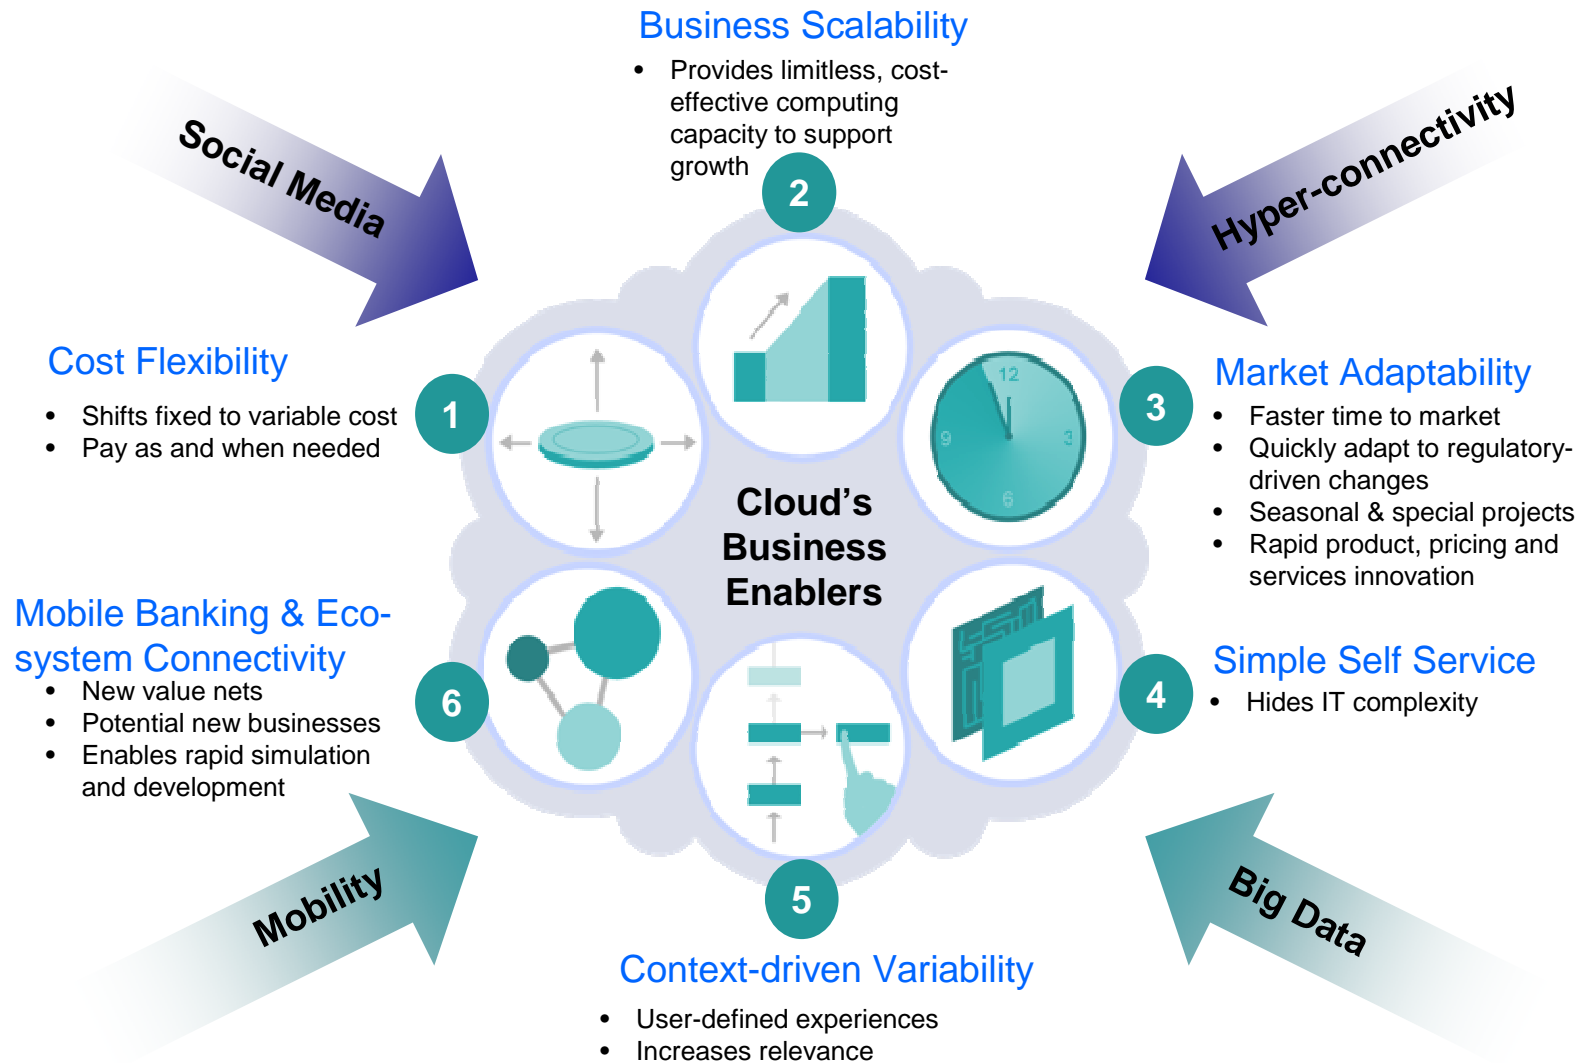 Business Scalability
• Provides limitless, cost-
effective computing
capacity to support
growth
Social Media
Hyper-connectivity
2
Cost Flexibility
• Shifts fixed to variable cost
• Pay as and when needed
1
12
9
3
6
3
Market Adaptability
• Faster time to market
• Quickly adapt to regulatory-
driven changes
• Seasonal & special projects
• Rapid product, pricing and
services innovation
Cloud’s
Business
Enablers
Mobile Banking & Eco-
system Connectivity
• New value nets
• Potential new businesses
• Enables rapid simulation
and development
6
4
Simple Self Service
• Hides IT complexity
Mobility
Big Data
5
Context-driven Variability
• User-defined experiences
• Increases relevance